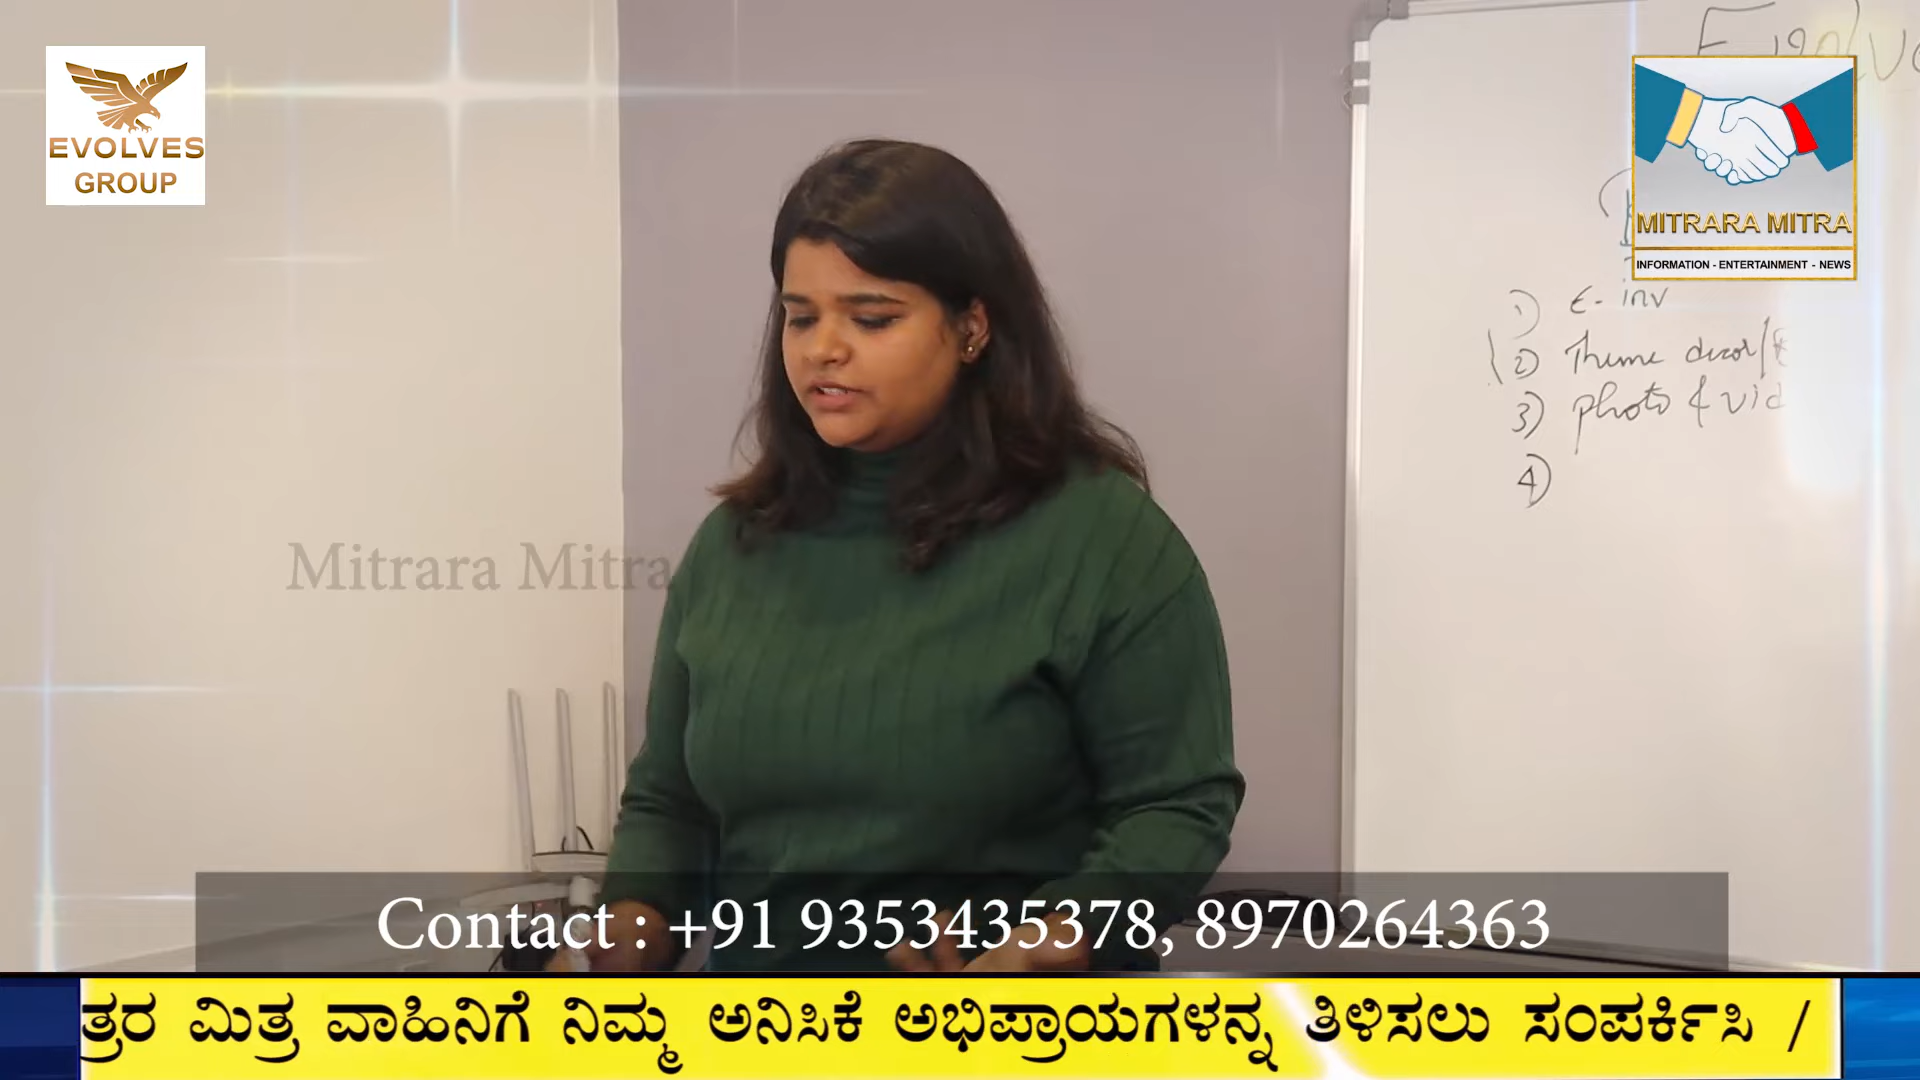 EVOLVES
GROUP
MITRARA MITRA
INFORMATION - ENTERTAINMENT - NEWS
1) E-inv
2) Theme decor/
3) photo & vid
4)
Mitrara Mitra
Contact : +91 9353435378, 8970264363
ತ್ರರ ಮಿತ್ರ ವಾಹಿನಿಗೆ ನಿಮ್ಮ ಅನಿಸಿಕೆ ಅಭಿಪ್ರಾಯಗಳನ್ನ ತಿಳಿಸಲು ಸಂಪರ್ಕಿಸಿ /